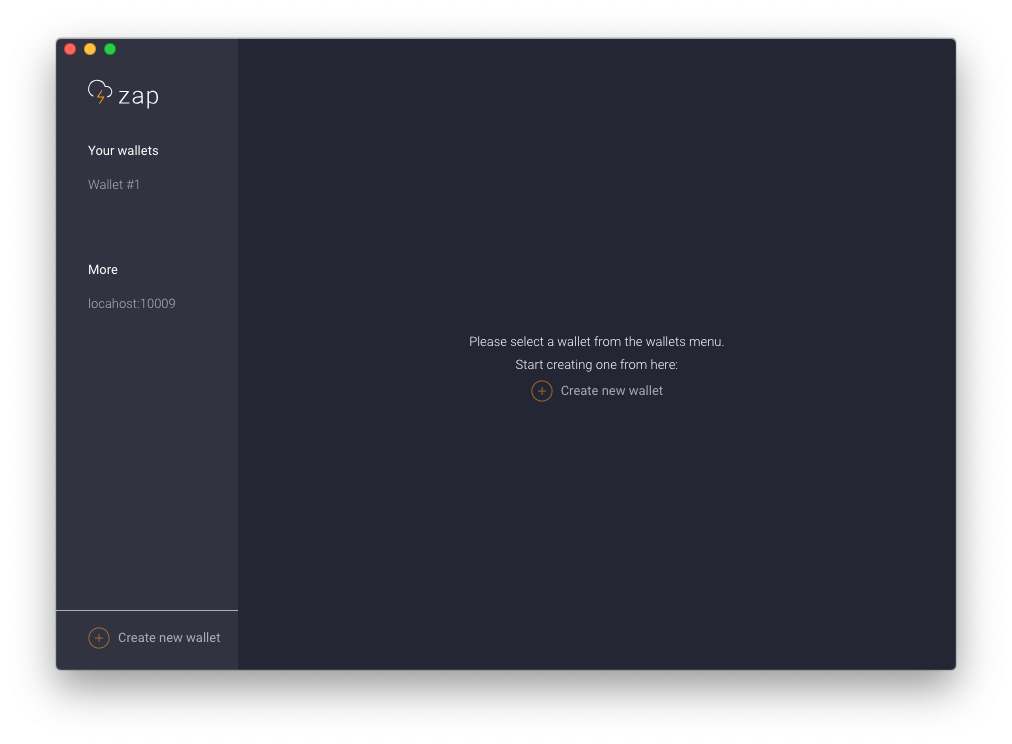 zap
Your wallets
Wallet #1
More
locahost:10009
Please select a wallet from the wallets menu.
Start creating one from here:
Create new wallet
Create new wallet